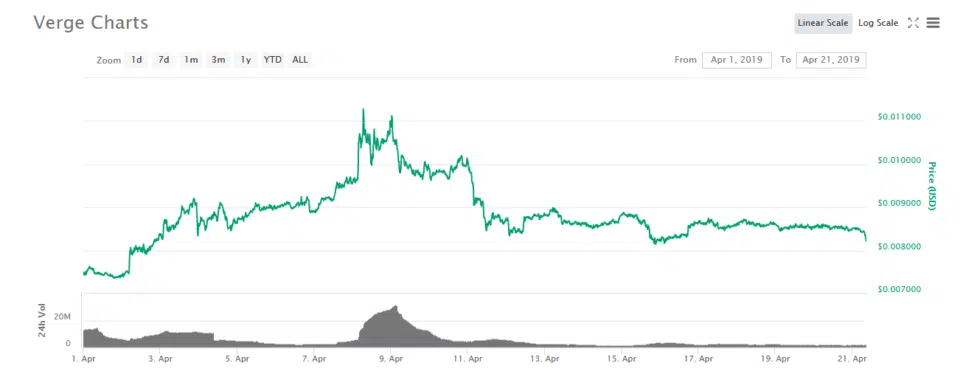 Verge Charts
Linear Scale Log Scale
Zoom 1d 7d 1m 3m 1y YTD ALL
From Apr 1, 2019 To Apr 21, 2019
$0.011000
$0.010000
$0.009000
$0.008000
$0.007000
Price (USD)
24h Vol
20M
0
1. Apr 3. Apr 5. Apr 7. Apr 9. Apr 11. Apr 13. Apr 15. Apr 17. Apr 19. Apr 21. Apr